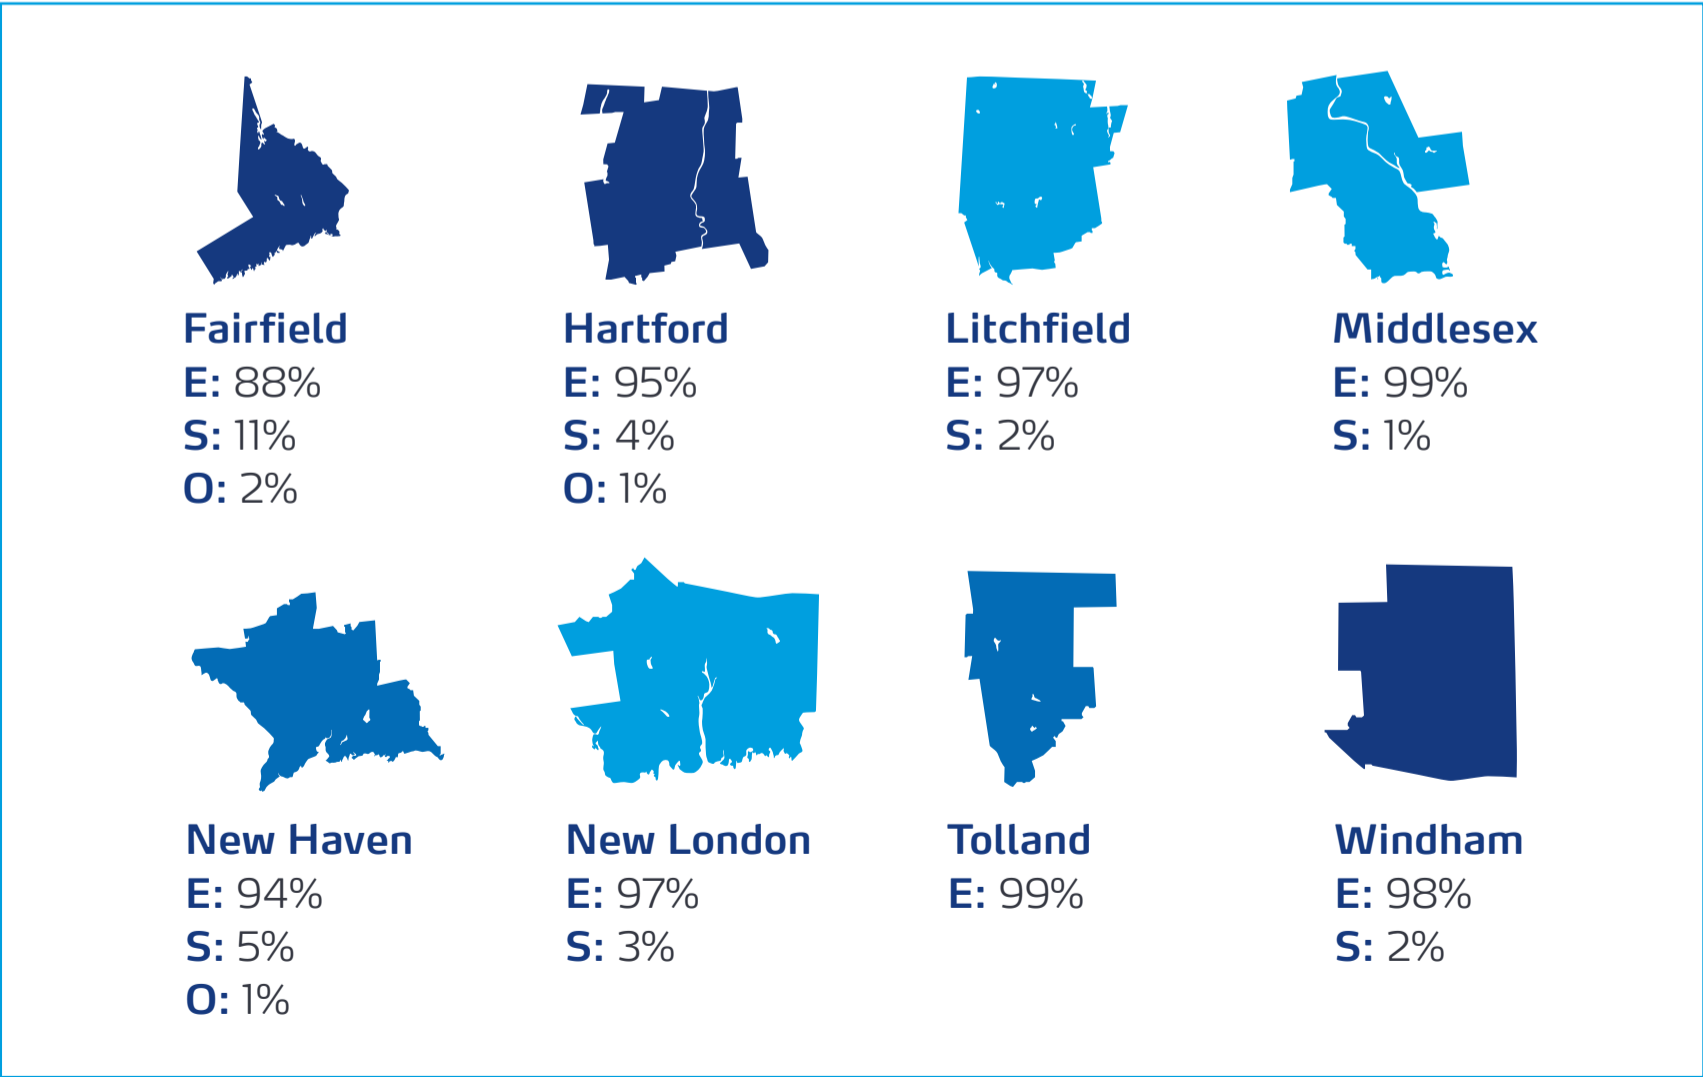 Fairfield
E: 88%
S: 11%
O: 2%
Hartford
E: 95%
S: 4%
O: 1%
Litchfield
E: 97%
S: 2%
Middlesex
E: 99%
S: 1%
New Haven
E: 94%
S: 5%
O: 1%
New London
E: 97%
S: 3%
Tolland
E: 99%
Windham
E: 98%
S: 2%